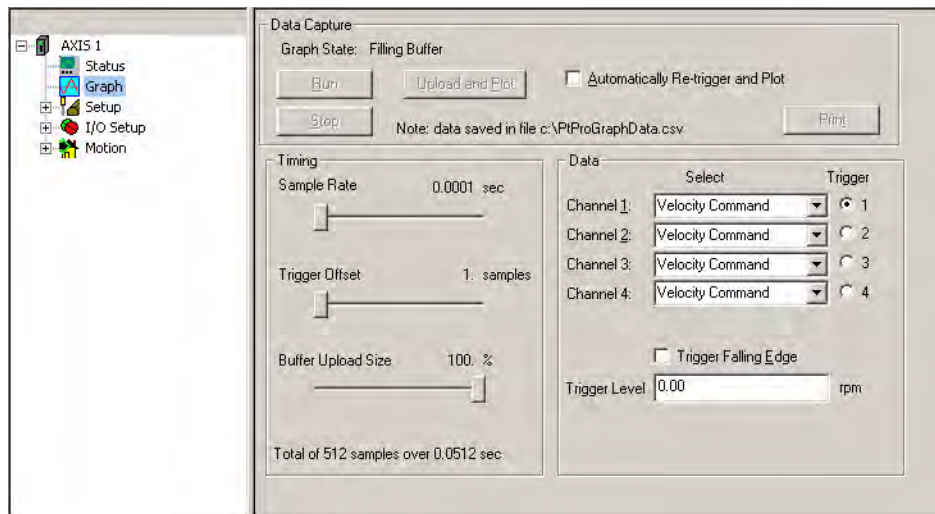 AXIS 1
Status
Graph
Setup
I/O Setup
Motion
Data Capture
Graph State: Filling Buffer
Run
Upload and Plot
Automatically Re-trigger and Plot
Stop
Note: data saved in file c:\PtProGraphData.csv
Print
Timing
Sample Rate 0.0001 sec
Trigger Offset 1. samples
Buffer Upload Size 100. %
Total of 512 samples over 0.0512 sec
Data
Select Trigger
Channel 1: Velocity Command 1
Channel 2: Velocity Command 2
Channel 3: Velocity Command 3
Channel 4: Velocity Command 4
Trigger Falling Edge
Trigger Level 0.00 rpm